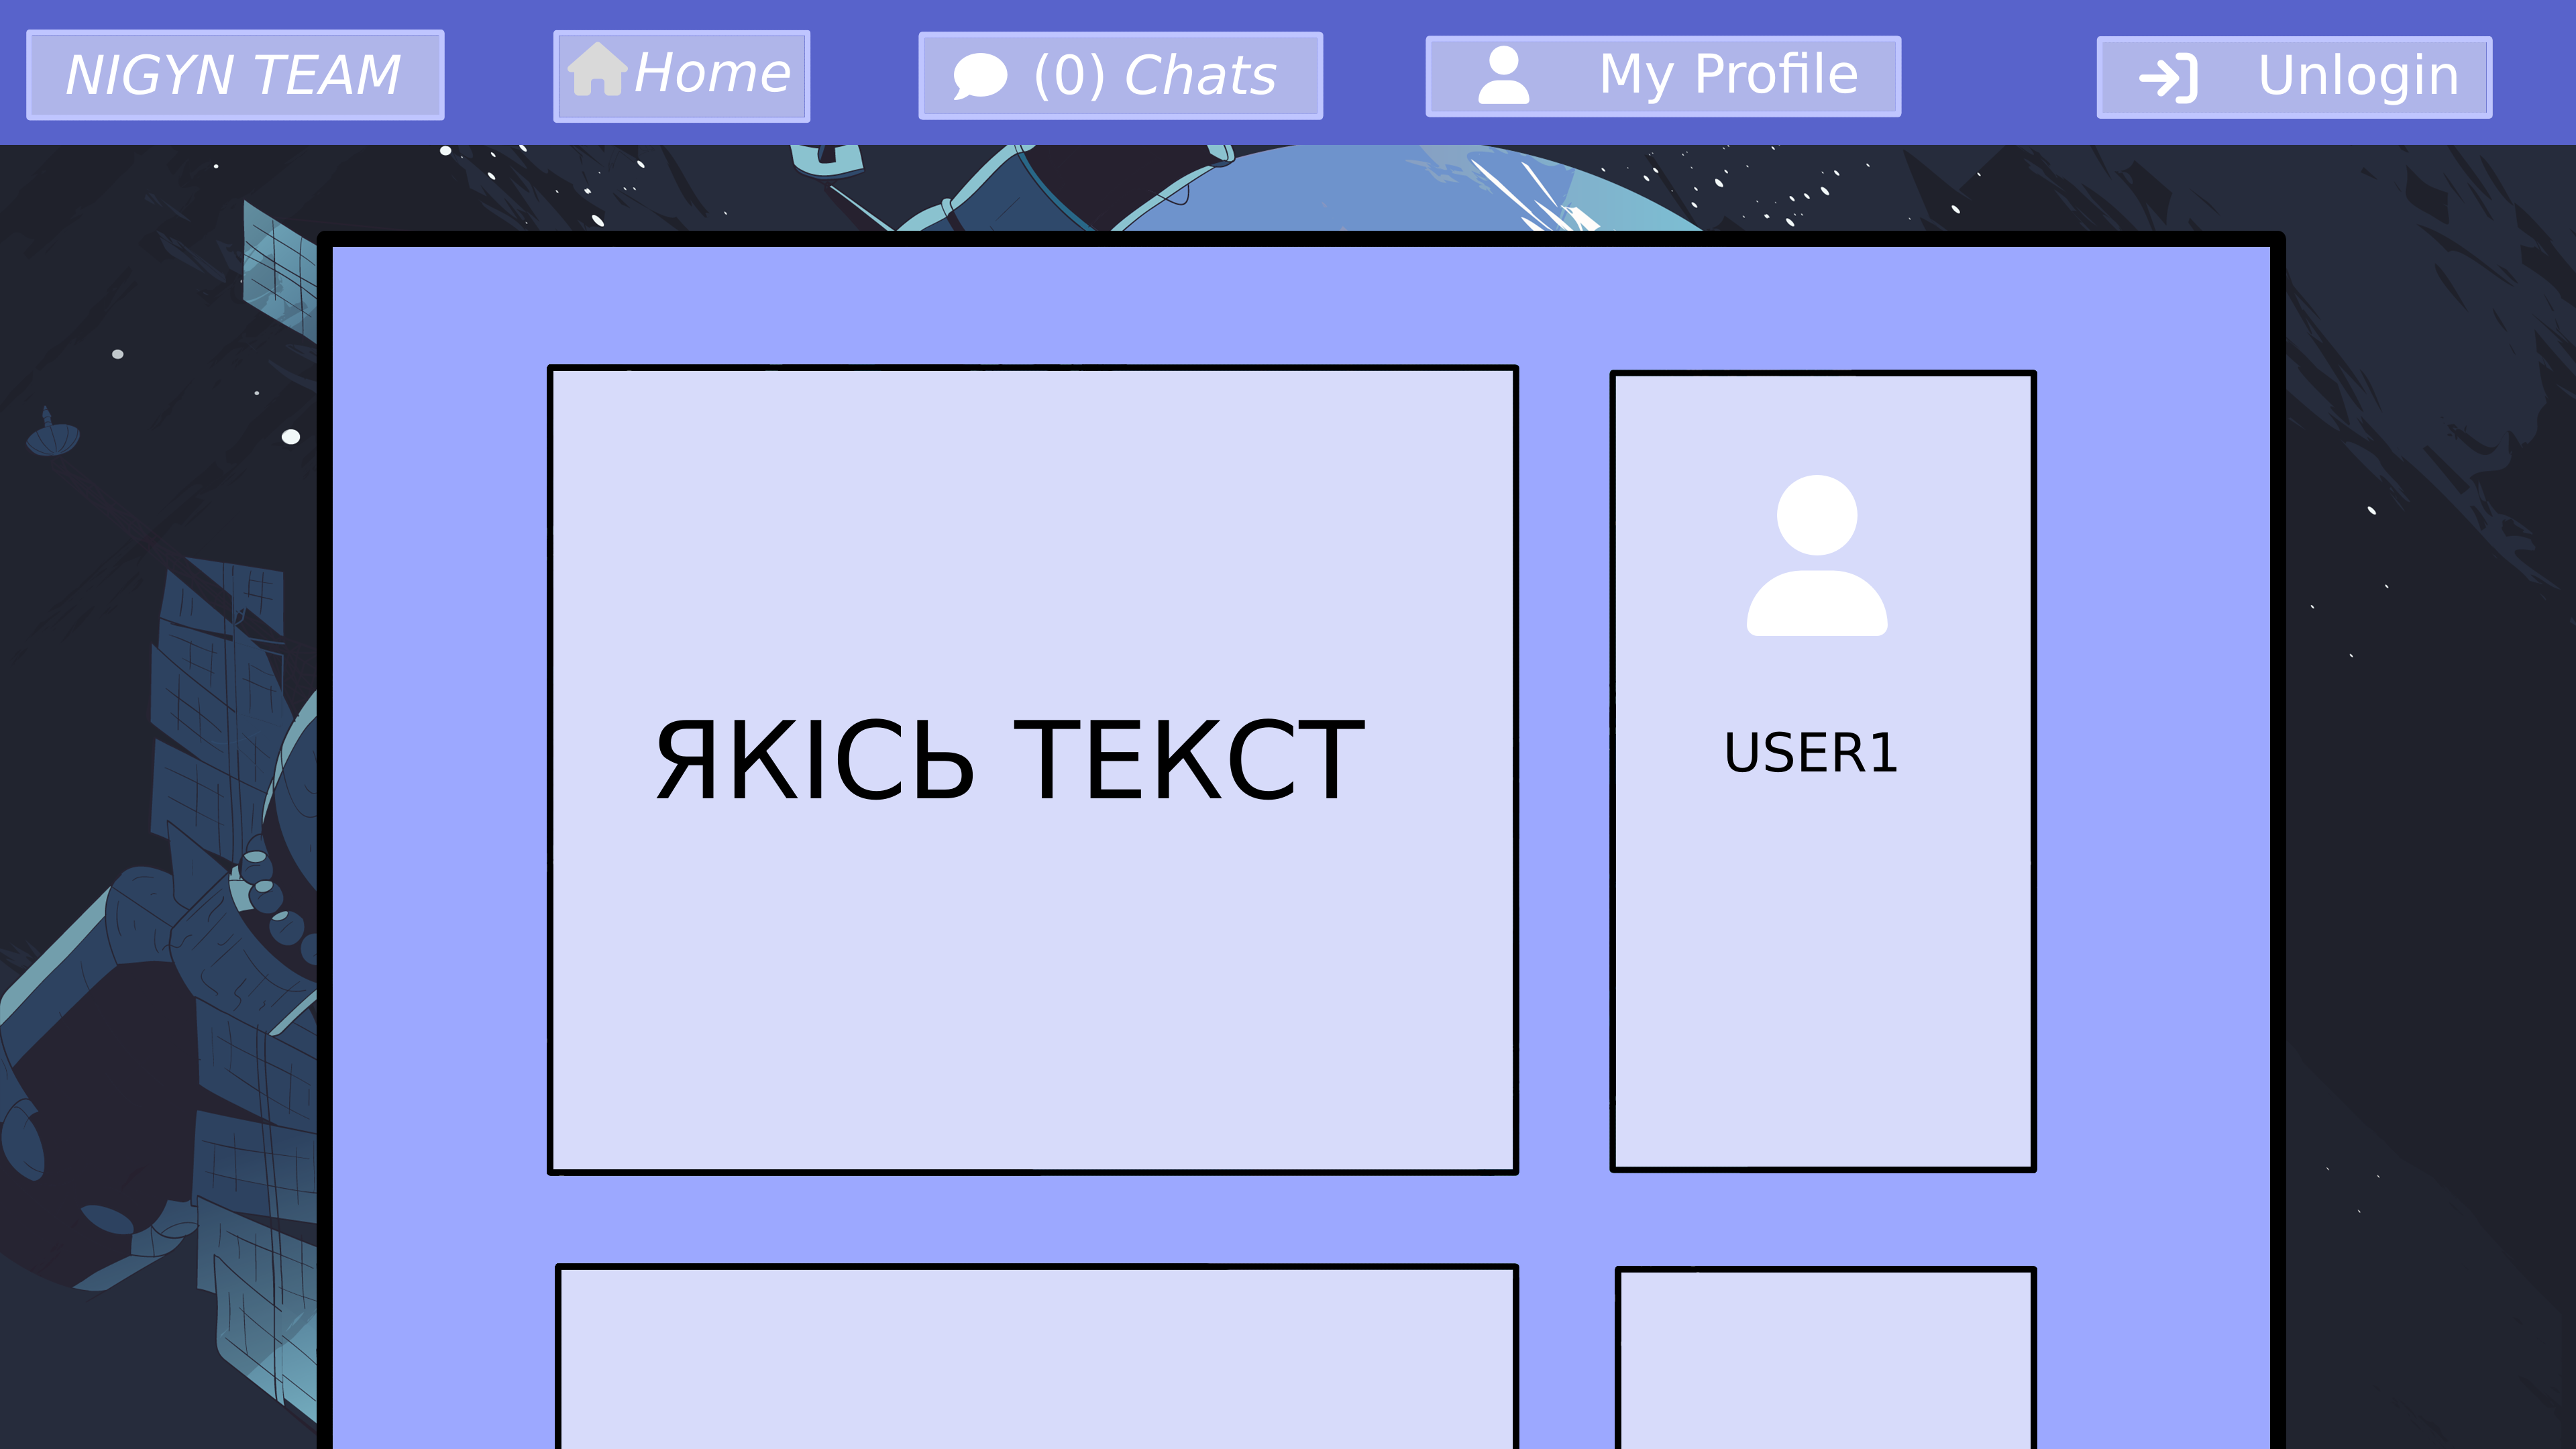 NIGYN TEAM
Home
(0) Chats
My Profile
Unlogin
ЯКІСЬ ТЕКСТ
USER1